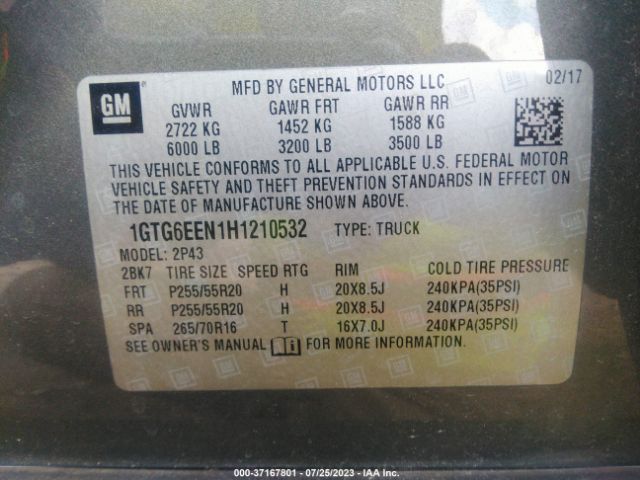 GM
MFD BY GENERAL MOTORS LLC 02/17
GVWR GAWR FRT GAWR RR
2722 KG 1452 KG 1588 KG
6000 LB 3200 LB 3500 LB
THIS VEHICLE CONFORMS TO ALL APPLICABLE U.S. FEDERAL MOTOR
VEHICLE SAFETY AND THEFT PREVENTION STANDARDS IN EFFECT ON
THE DATE OF MANUFACTURE SHOWN ABOVE.
1GTG6EEN1H1210532 TYPE: TRUCK
MODEL: 2P43
2BK7 TIRE SIZE SPEED RTG RIM COLD TIRE PRESSURE
FRT P255/55R20 H 20X8.5J 240KPA(35PSI)
RR P255/55R20 H 20X8.5J 240KPA(35PSI)
SPA 265/70R16 T 16X7.0J 240KPA(35PSI)
SEE OWNER'S MANUAL FOR MORE INFORMATION.
© 00000 - 37167801 - 07/25/2023 - IAA Inc.